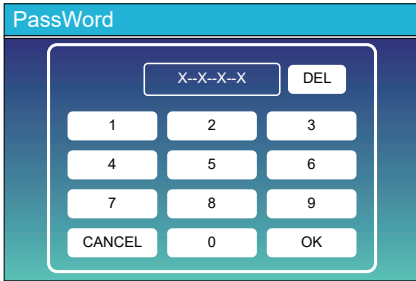 PassWord
X--X--X--X DEL
1 2 3
4 5 6
7 8 9
CANCEL 0 OK